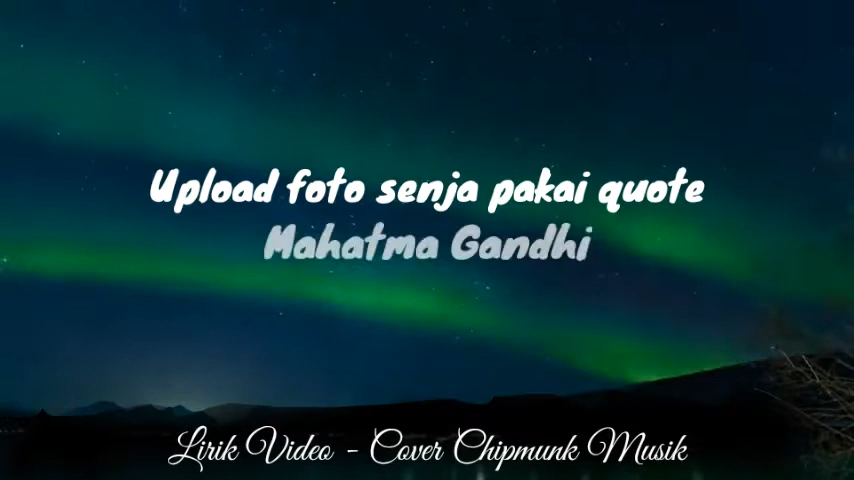 Upload foto senja pakai quote
Mahatma Gandhi
Lirik Video - Cover Chipmunk Musik